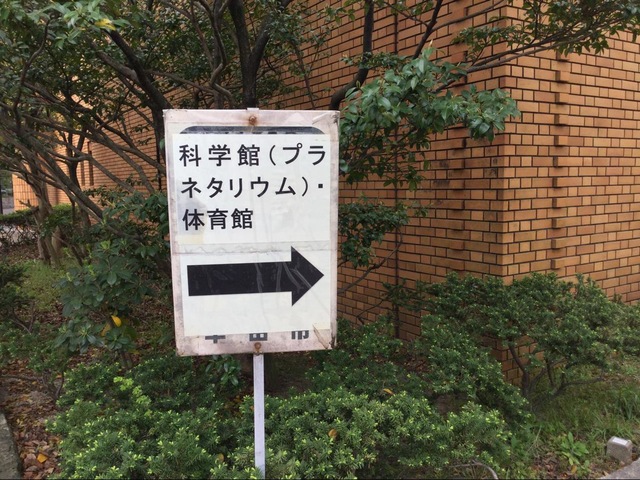 科学館（プラ
ネタリウム）・
体育館